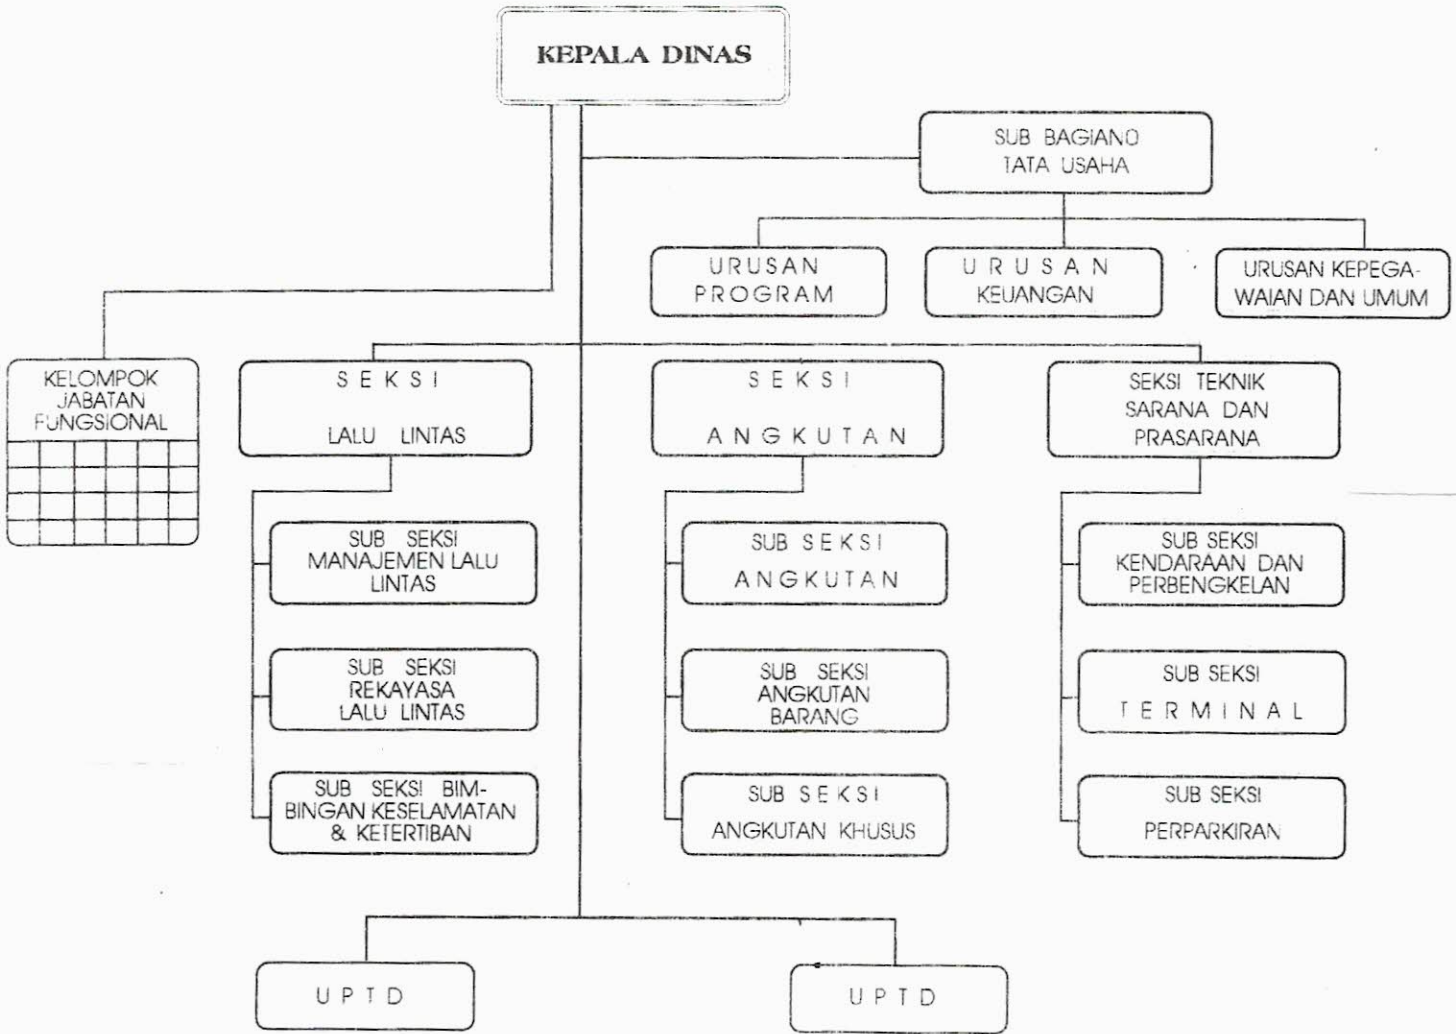 KEPALA DINAS
SUB BAGIANO
TATA USAHA
URUSAN
PROGRAM
URUSAN
KEUANGAN
URUSAN KEPEGA-
WAIAN DAN UMUM
KELOMPOK
JABATAN
FUNGSIONAL
SEKSI
LALU LINTAS
SEKSI
ANGKUTAN
SEKSI TEKNIK
SARANA DAN
PRASARANA
SUB SEKSI
MANAJEMEN LALU
LINTAS
SUB SEKSI
ANGKUTAN
SUB SEKSI
KENDARAAN DAN
PERBENGKELAN
SUB SEKSI
REKAYASA
LALU LINTAS
SUB SEKSI
ANGKUTAN
BARANG
SUB SEKSI
TERMINAL
SUB SEKSI BIM-
BINGAN KESELAMATAN
& KETERTIBAN
SUB SEKSI
ANGKUTAN KHUSUS
SUB SEKSI
PERPARKIRAN
UPTD
UPTD